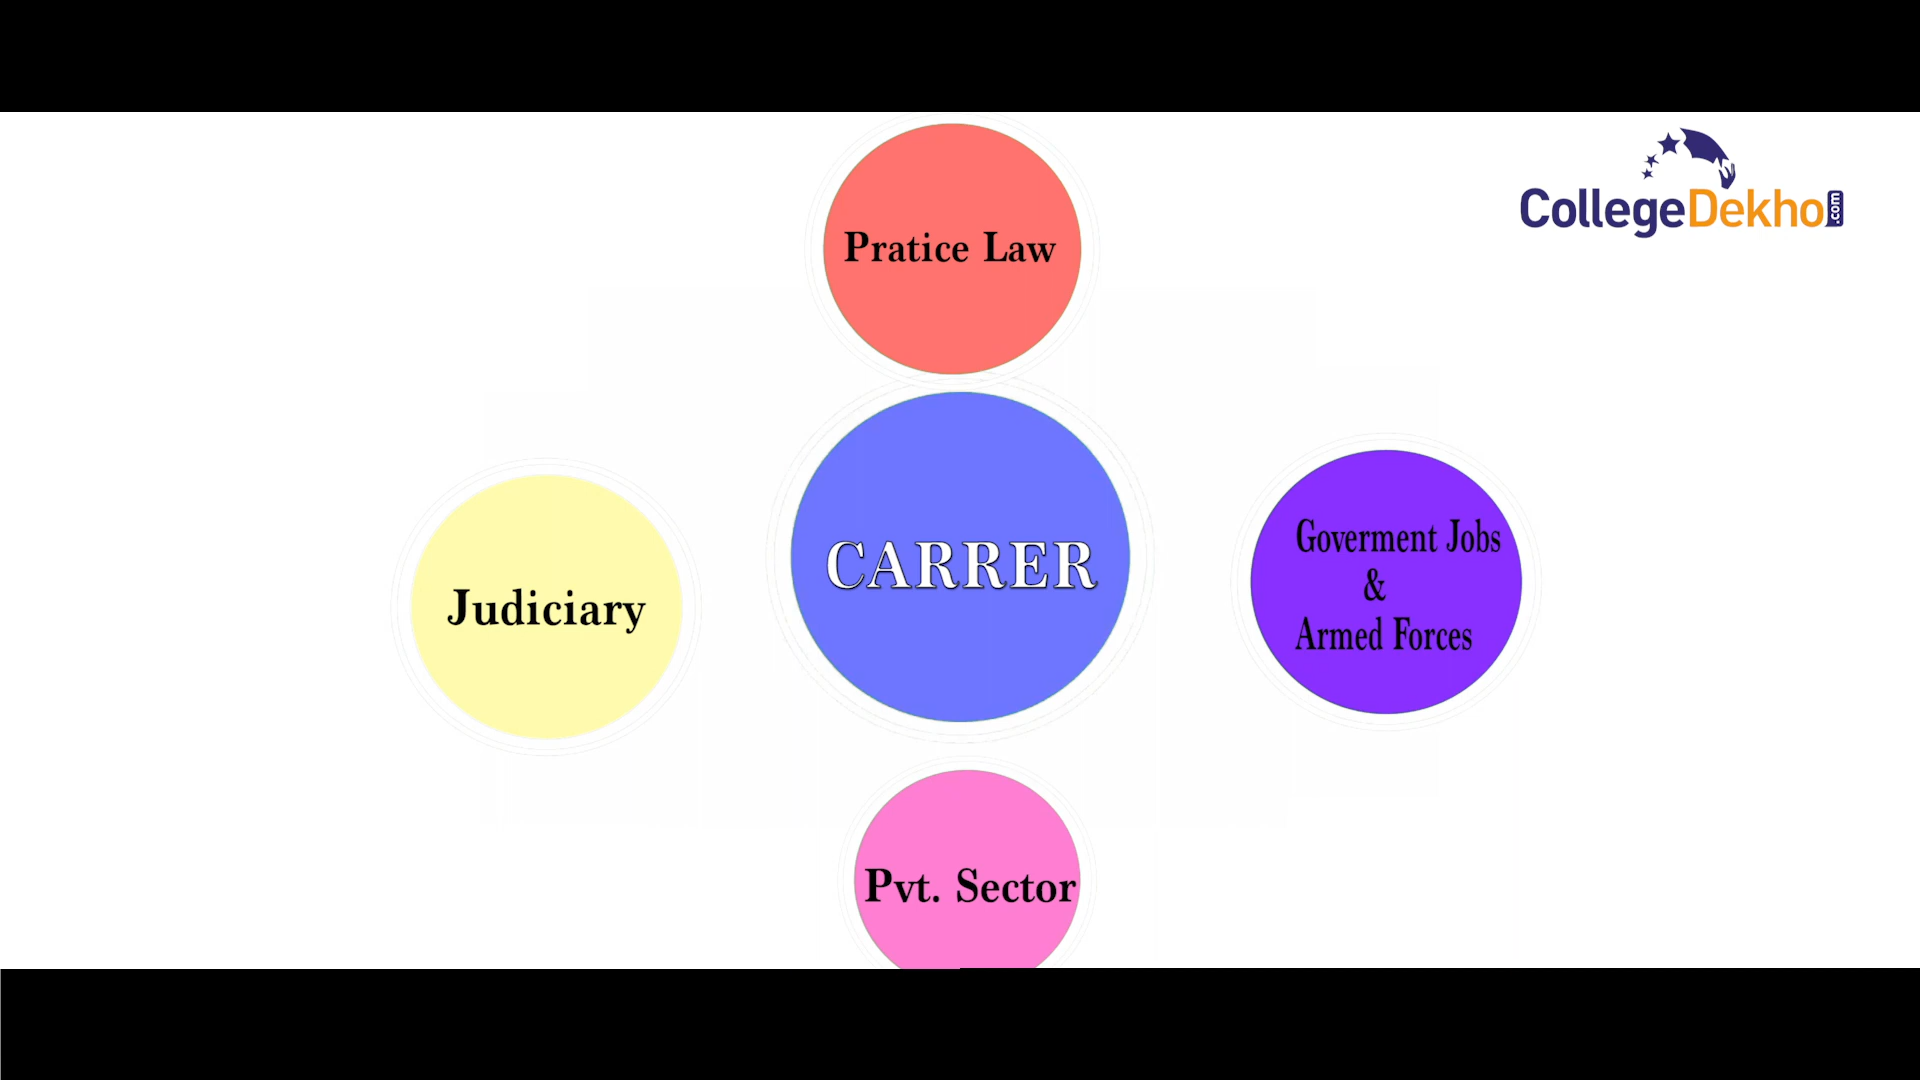 Pratice Law
CollegeDekho.com
CARRER
Judiciary
Goverment Jobs
&
Armed Forces
Pvt. Sector